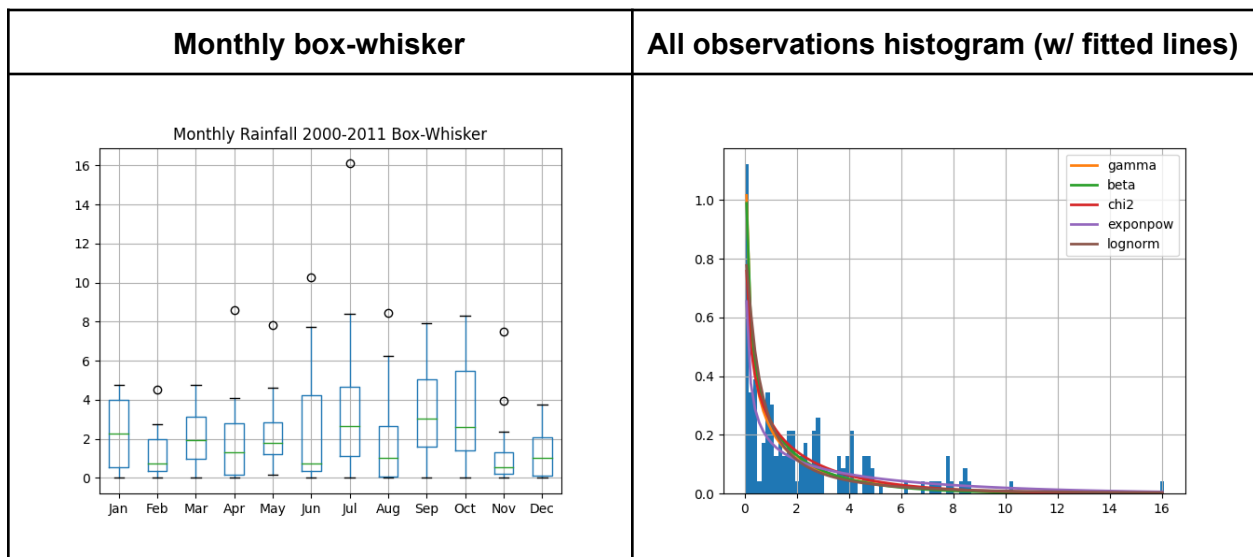 Monthly box-whisker
All observations histogram (w/ fitted lines)
Monthly Rainfall 2000-2011 Box-Whisker
16
14
12
10
8
6
4
2
0
Jan Feb Mar Apr May Jun Jul Aug Sep Oct Nov Dec
gamma
beta
chi2
exponpow
lognorm
1.0
0.8
0.6
0.4
0.2
0.0
0 2 4 6 8 10 12 14 16